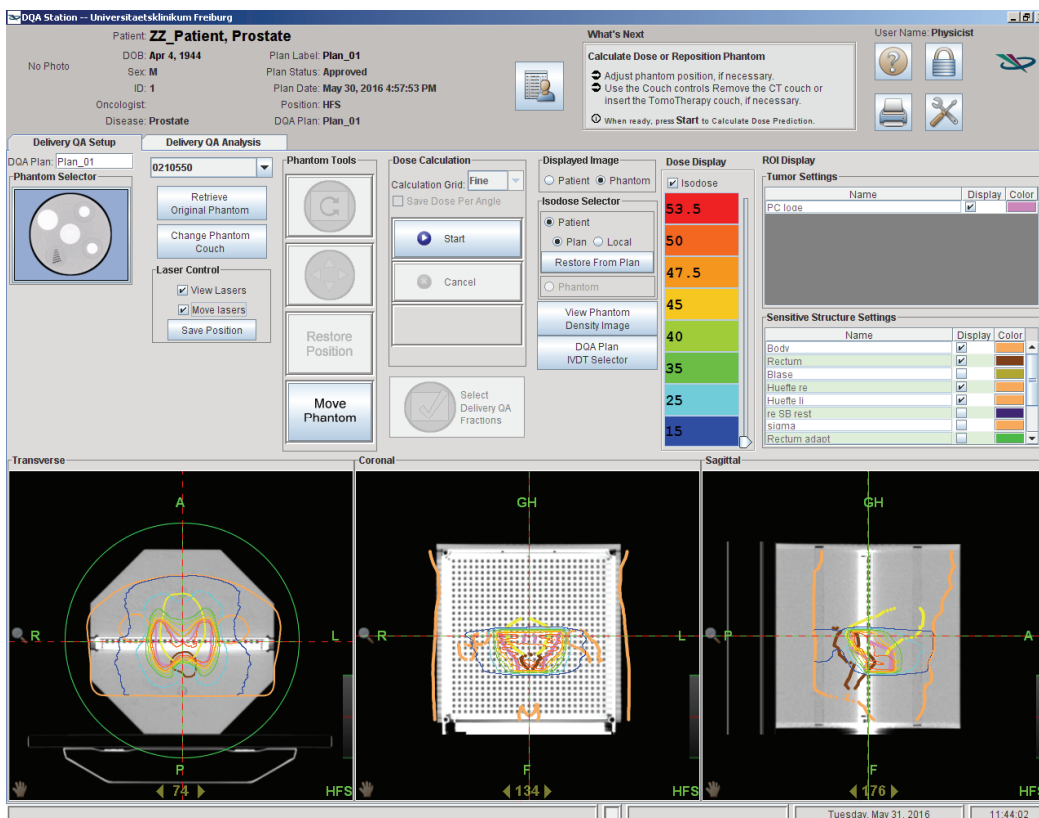 DQA Station -- Universitaetsklinikum Freiburg
Patient: ZZ_Patient, Prostate
DOB: Apr 4, 1944
Sex: M
ID: 1
Oncologist:
Disease: Prostate
No Photo
Plan Label: Plan_01
Plan Status: Approved
Plan Date: May 30, 2016 4:57:53 PM
Position: HFS
DQA Plan: Plan_01
What's Next
Calculate Dose or Reposition Phantom
Adjust phantom position, if necessary.
Use the Couch controls Remove the CT couch or
insert the TomoTherapy couch, if necessary.
When ready, press Start to Calculate Dose Prediction.
User Name: Physicist
Delivery QA Setup
Delivery QA Analysis
DQA Plan: Plan_01
Phantom Selector
0210550
Retrieve
Original Phantom
Change Phantom
Couch
Laser Control
View Lasers
Move lasers
Save Position
Phantom Tools
Restore
Position
Move
Phantom
Dose Calculation
Calculation Grid: Fine
Save Dose Per Angle
Start
Cancel
Select
Delivery QA
Fractions
Displayed Image
Patient Phantom
Isodose Selector
Patient
Plan Local
Restore From Plan
Phantom
View Phantom
Density Image
DQA Plan
IVDT Selector
Dose Display
Isodose
53.5
50
47.5
45
40
35
25
15
ROI Display
Tumor Settings
Name Display Color
PC loge
Sensitive Structure Settings
Name Display Color
Body
Rectum
Blase
Huefte re
Huefte li
re SB rest
sigma
Rectum adapt
Transverse
A
R
L
P
74
HFS
Coronal
GH
R
L
F
134
HFS
Sagittal
GH
P
A
F
176
HFS
Tuesday, May 31, 2016
11:44:02